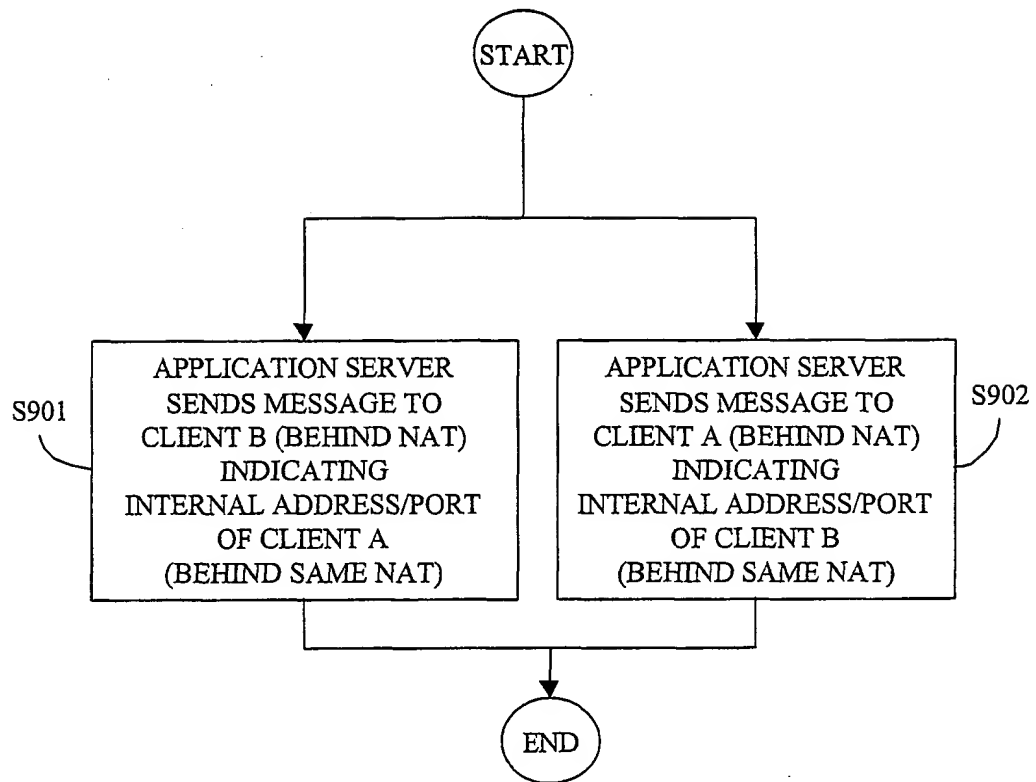 START
S901
APPLICATION SERVER
SENDS MESSAGE TO
CLIENT B (BEHIND NAT)
INDICATING
INTERNAL ADDRESS/PORT
OF CLIENT A
(BEHIND SAME NAT)
APPLICATION SERVER
SENDS MESSAGE TO
CLIENT A (BEHIND NAT)
INDICATING
INTERNAL ADDRESS/PORT
OF CLIENT B
(BEHIND SAME NAT)
S902
END